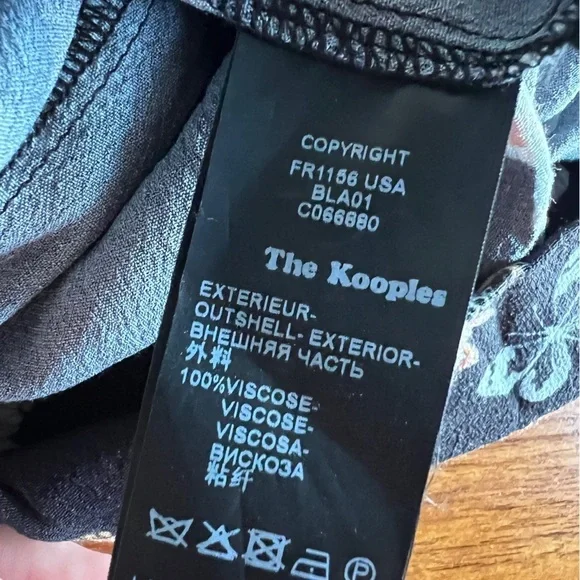 COPYRIGHT
FR1156 USA
BLA01
C066680
The Kooples
EXTERIEUR-
OUTSHELL- EXTERIOR-
ВНЕШНЯЯ ЧАСТЬ
外料
100%VISCOSE-
VISCOSE-
VISCOSA-
ВИСКОЗА
粘纤
P